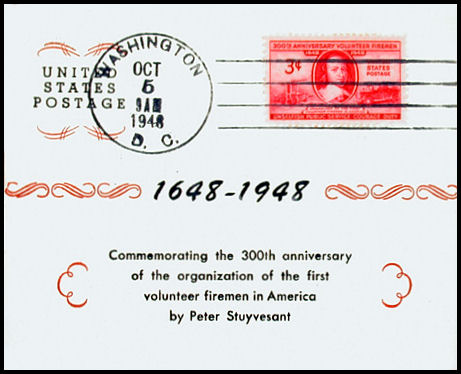 WASHINGTON
OCT
5
9 AM
1948
D. C.
UNITED
STATES
POSTAGE
300TH ANNIVERSARY VOLUNTEER FIREMEN
1648 1948
3¢
STATES
POSTAGE
UNSELFISH PUBLIC SERVICE COURAGE DUTY
1648-1948
Commemorating the 300th anniversary
of the organization of the first
volunteer firemen in America
by Peter Stuyvesant